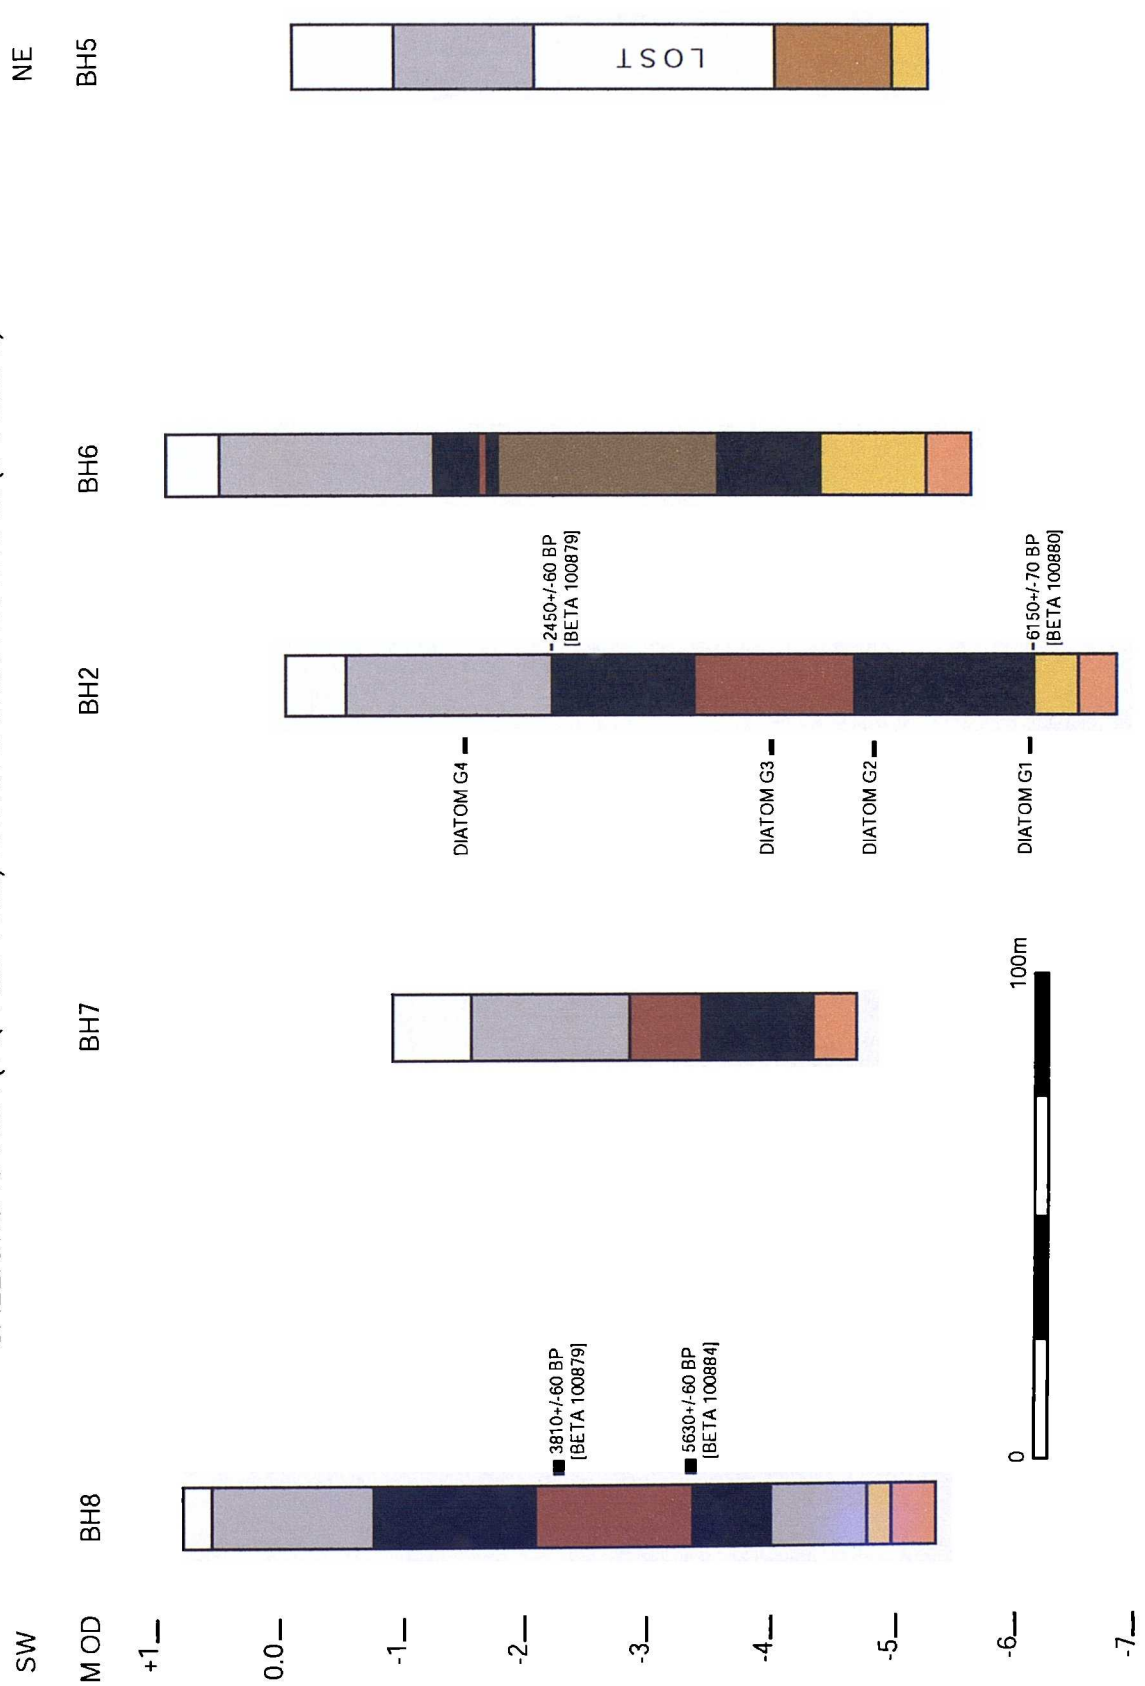 SW
NE
M OD
BH8
BH7
BH2
BH6
BH5
+1
0.0
-1
-2
-3
-4
-5
-6
-7
3810+/-60 BP
[BETA 100879]
5630+/-60 BP
[BETA 100884]
DIATOM G4
DIATOM G3
DIATOM G2
DIATOM G1
2450+/-60 BP
[BETA 100879]
6150+/-70 BP
[BETA 100880]
LOST
0
100m